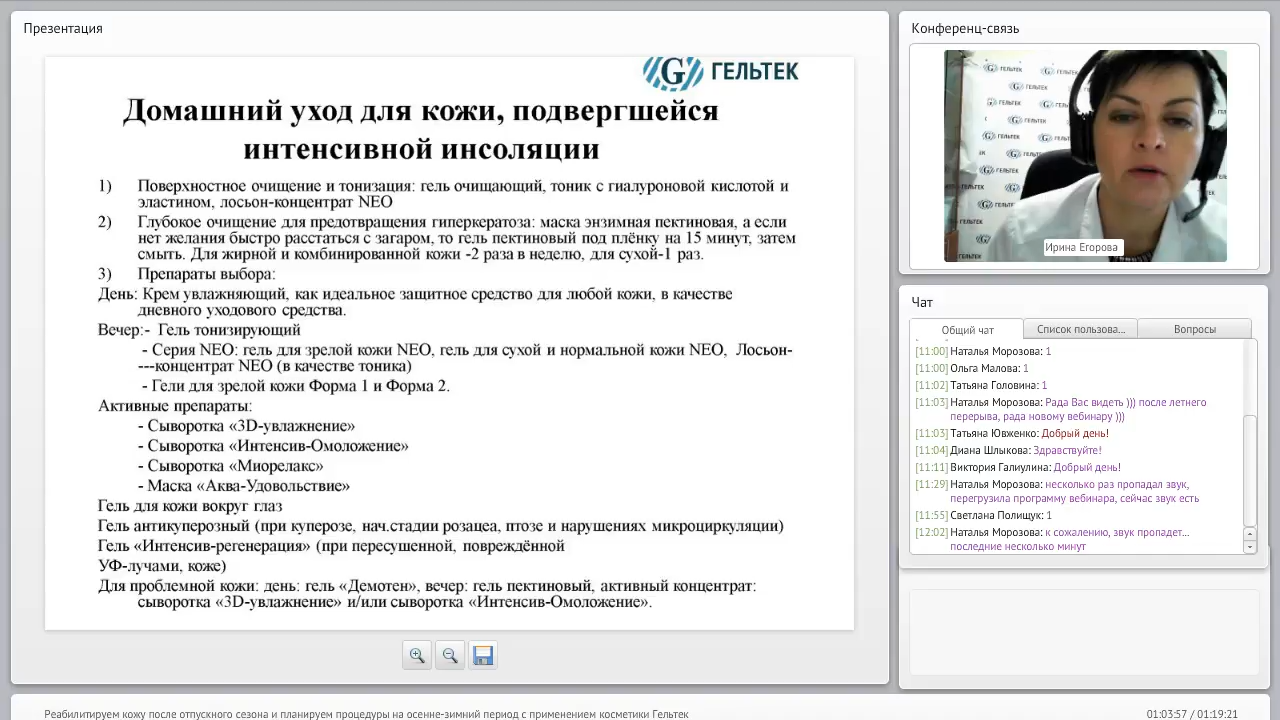 Презентация
ГЕЛЬТЕК
Домашний уход для кожи, подвергшейся
интенсивной инсоляции
1) Поверхностное очищение и тонизация: гель очищающий, тоник с гиалуроновой кислотой и
эластином, лосьон-концентрат NEO
2) Глубокое очищение для предотвращения гиперкератоза: маска энзимная пектиновая, а если
нет желания быстро расстаться с загаром, то гель пектиновый под плёнку на 15 минут, затем
смыть. Для жирной и комбинированной кожи -2 раза в неделю, для сухой-1 раз.
3) Препараты выбора:
День: Крем увлажняющий, как идеальное защитное средство для любой кожи, в качестве
дневного уходового средства.
Вечер:- Гель тонизирующий
- Серия NEO: гель для зрелой кожи NEO, гель для сухой и нормальной кожи NEO, Лосьон-
---концентрат NEO (в качестве тоника)
- Гели для зрелой кожи Форма 1 и Форма 2.
Активные препараты:
- Сыворотка «3D-увлажнение»
- Сыворотка «Интенсив-Омоложение»
- Сыворотка «Миорелакс»
- Маска «Аква-Удовольствие»
Гель для кожи вокруг глаз
Гель антикуперозный (при куперозе, нач.стадии розацеа, птозе и нарушениях микроциркуляции)
Гель «Интенсив-регенерация» (при пересушенной, повреждённой
УФ-лучами, коже)
Для проблемной кожи: день: гель «Демотен», вечер: гель пектиновый, активный концентрат:
сыворотка «3D-увлажнение» и/или сыворотка «Интенсив-Омоложение».
Конференц-связь
ГЕЛЬТЕК
Ирина Егорова
Чат
Общий чат Список пользова... Вопросы
[11:00] Наталья Морозова: 1
[11:00] Ольга Малова: 1
[11:02] Татьяна Головина: 1
[11:03] Наталья Морозова: Рада Вас видеть ))) после летнего
перерыва, рада новому вебинару )))
[11:03] Татьяна Ювженко: Добрый день!
[11:04] Диана Шлыкова: Здравствуйте!
[11:11] Виктория Галиулина: Добрый день!
[11:29] Наталья Морозова: несколько раз пропадал звук,
перегрузила программу вебинара, сейчас звук есть
[11:55] Светлана Полищук: 1
[12:02] Наталья Морозова: к сожалению, звук пропадет...
последние несколько минут
Реабилитируем кожу после отпускного сезона и планируем процедуры на осенне-зимний период с применением косметики Гельтек
01:03:57 / 01:19:21